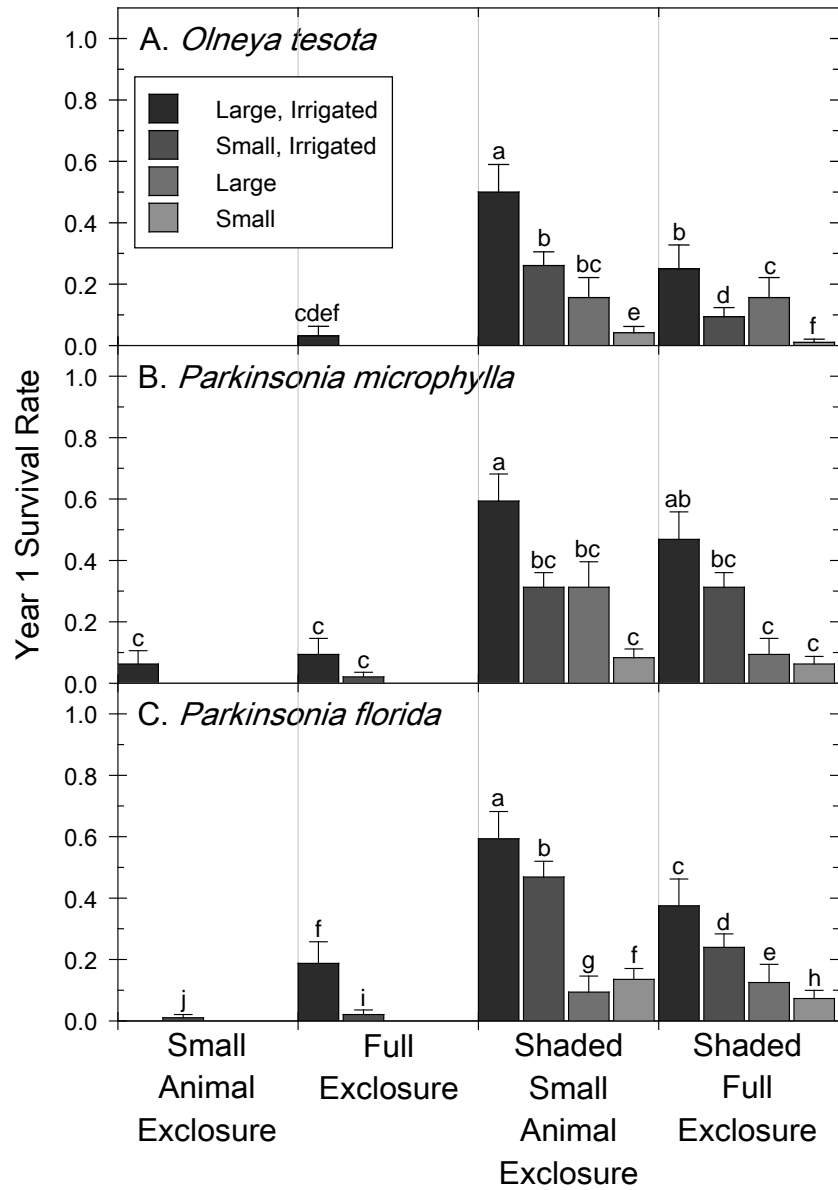 Year 1 Survival Rate
A. Olneya tesota
1.0
0.8
0.6
0.4
0.2
0.0
Large, Irrigated
Small, Irrigated
Large
Small
cdef
a
b
bc
e
b
d
c
f
B. Parkinsonia microphylla
1.0
0.8
0.6
0.4
0.2
0.0
c
c
c
a
bc
bc
c
ab
bc
c
c
C. Parkinsonia florida
1.0
0.8
0.6
0.4
0.2
0.0
j
f
i
a
b
g
f
c
d
e
h
Small
Animal
Exclosure
Full
Exclosure
Shaded
Small
Animal
Exclosure
Shaded
Full
Exclosure